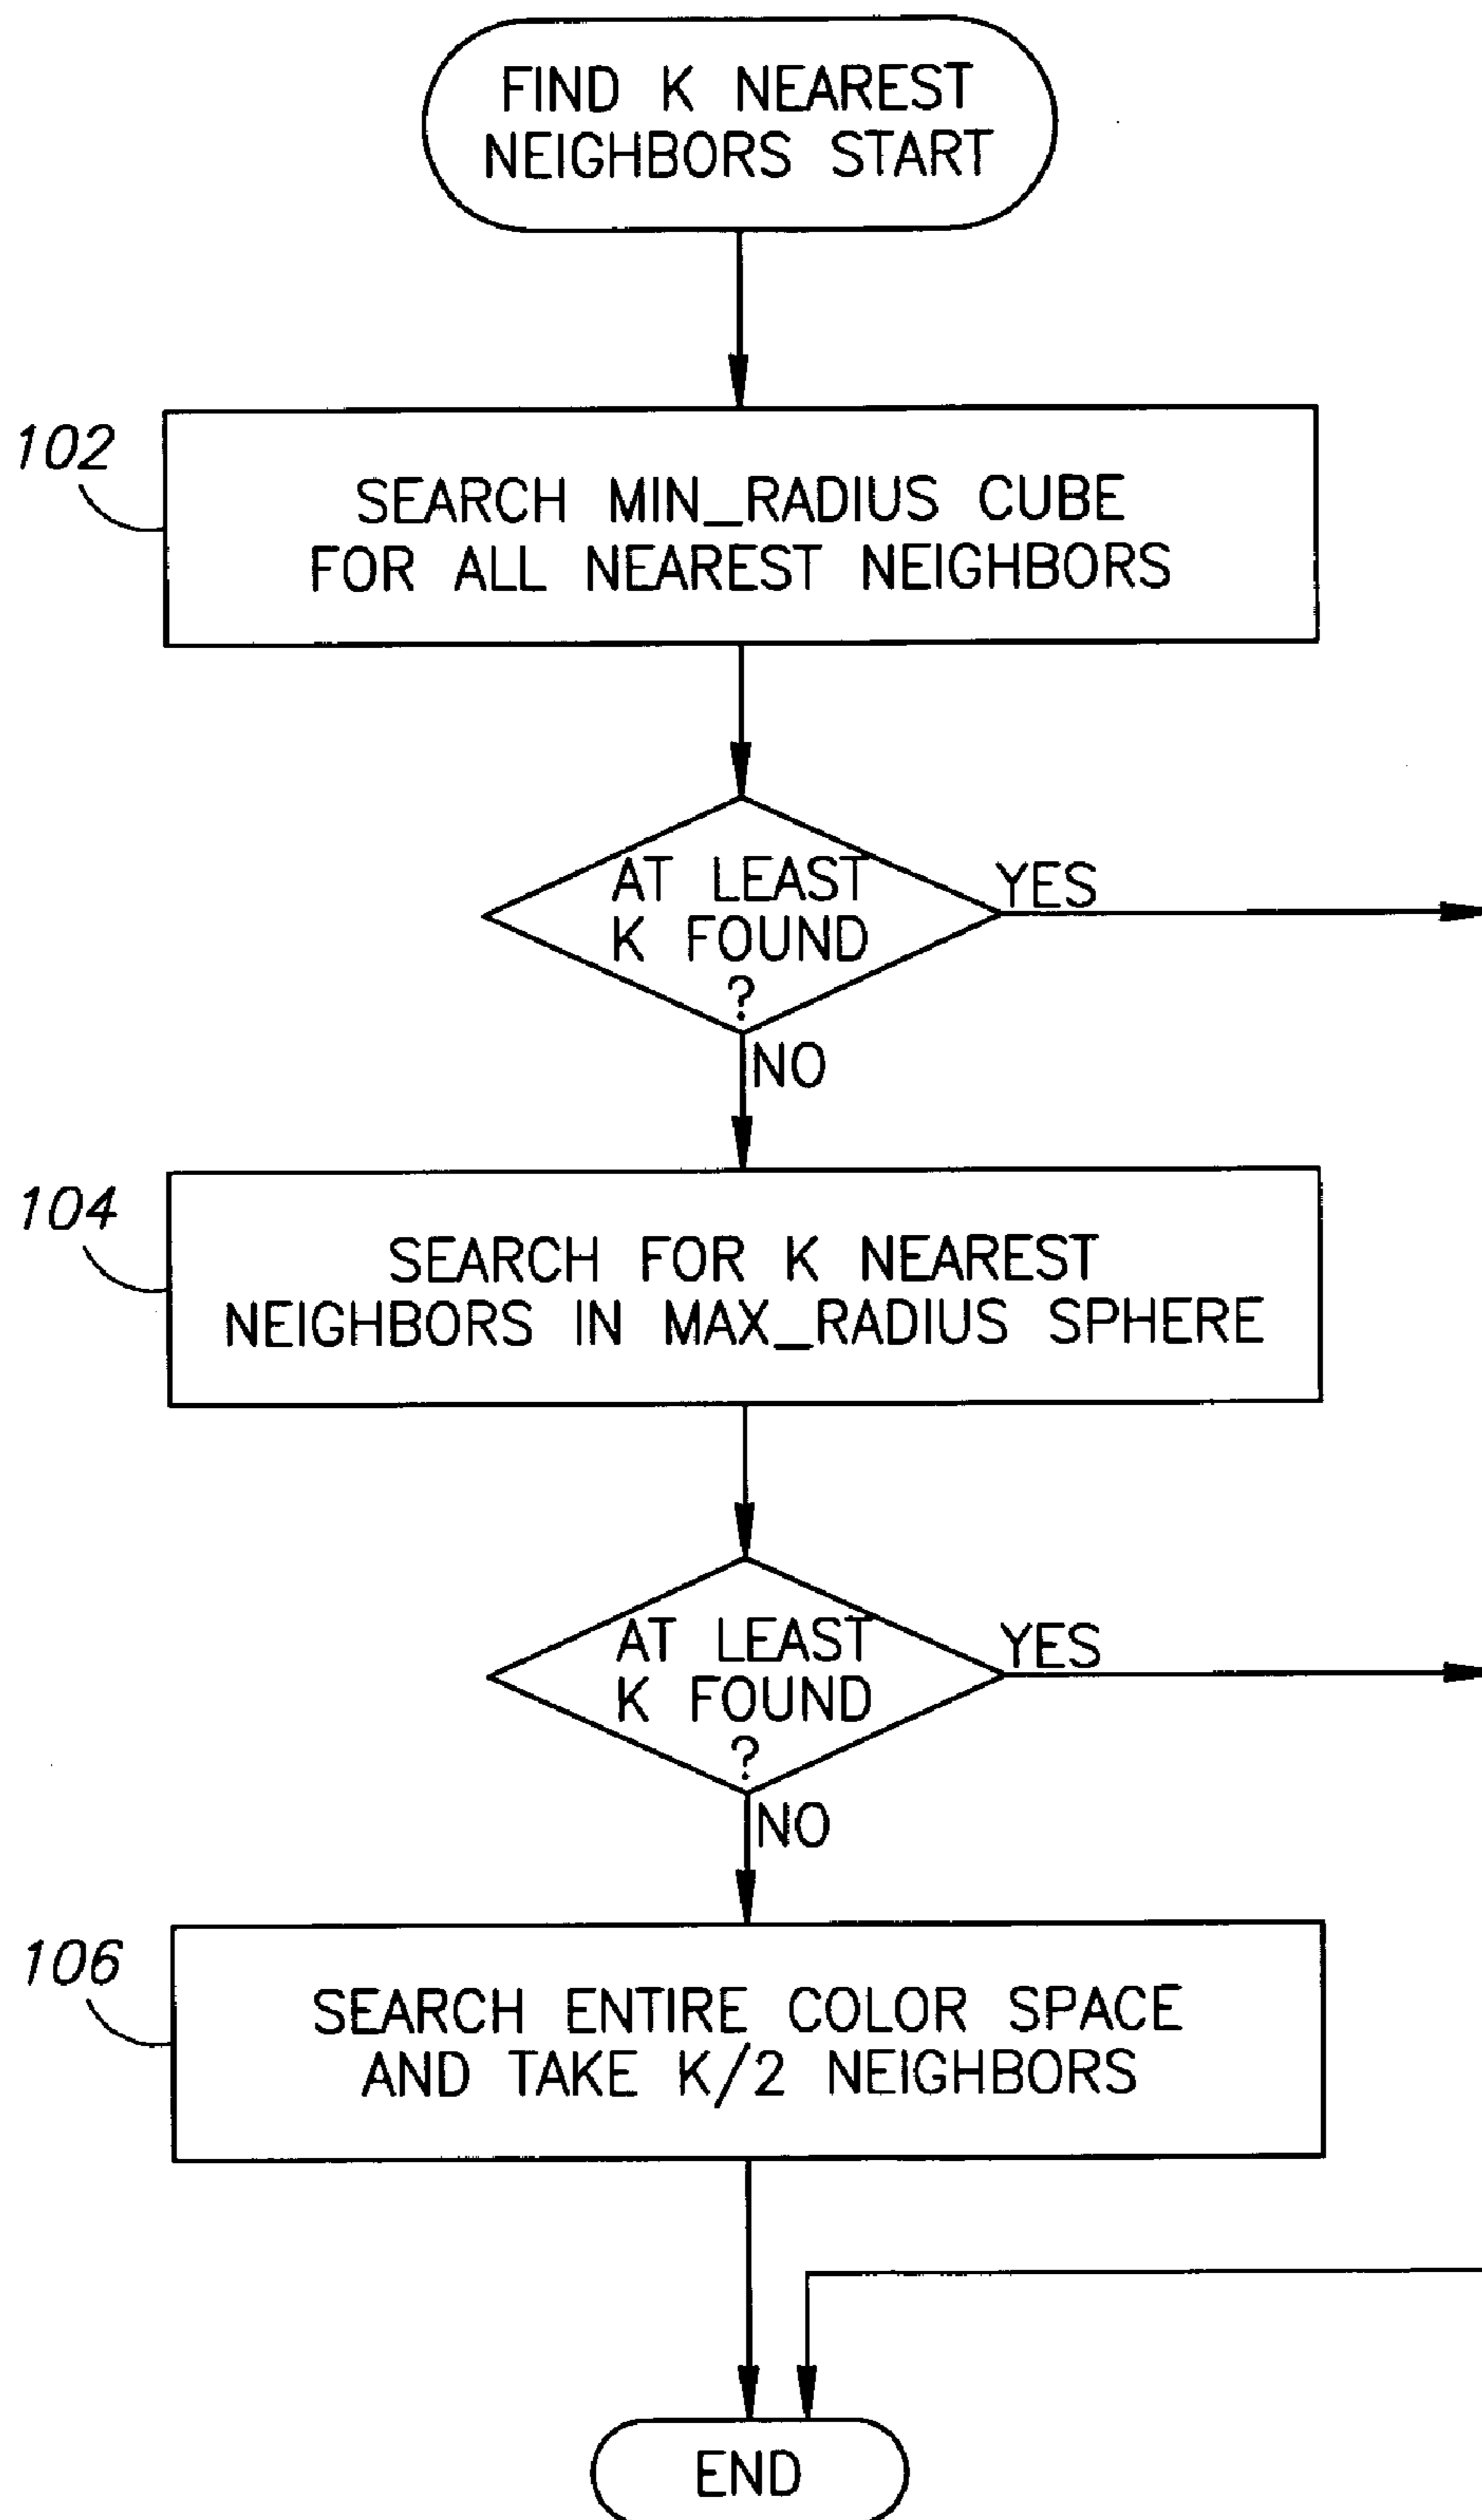 FIND K NEAREST
NEIGHBORS START
102
SEARCH MIN_RADIUS CUBE
FOR ALL NEAREST NEIGHBORS
AT LEAST
K FOUND
?
YES
NO
104
SEARCH FOR K NEAREST
NEIGHBORS IN MAX_RADIUS SPHERE
AT LEAST
K FOUND
?
YES
NO
106
SEARCH ENTIRE COLOR SPACE
AND TAKE K/2 NEIGHBORS
END